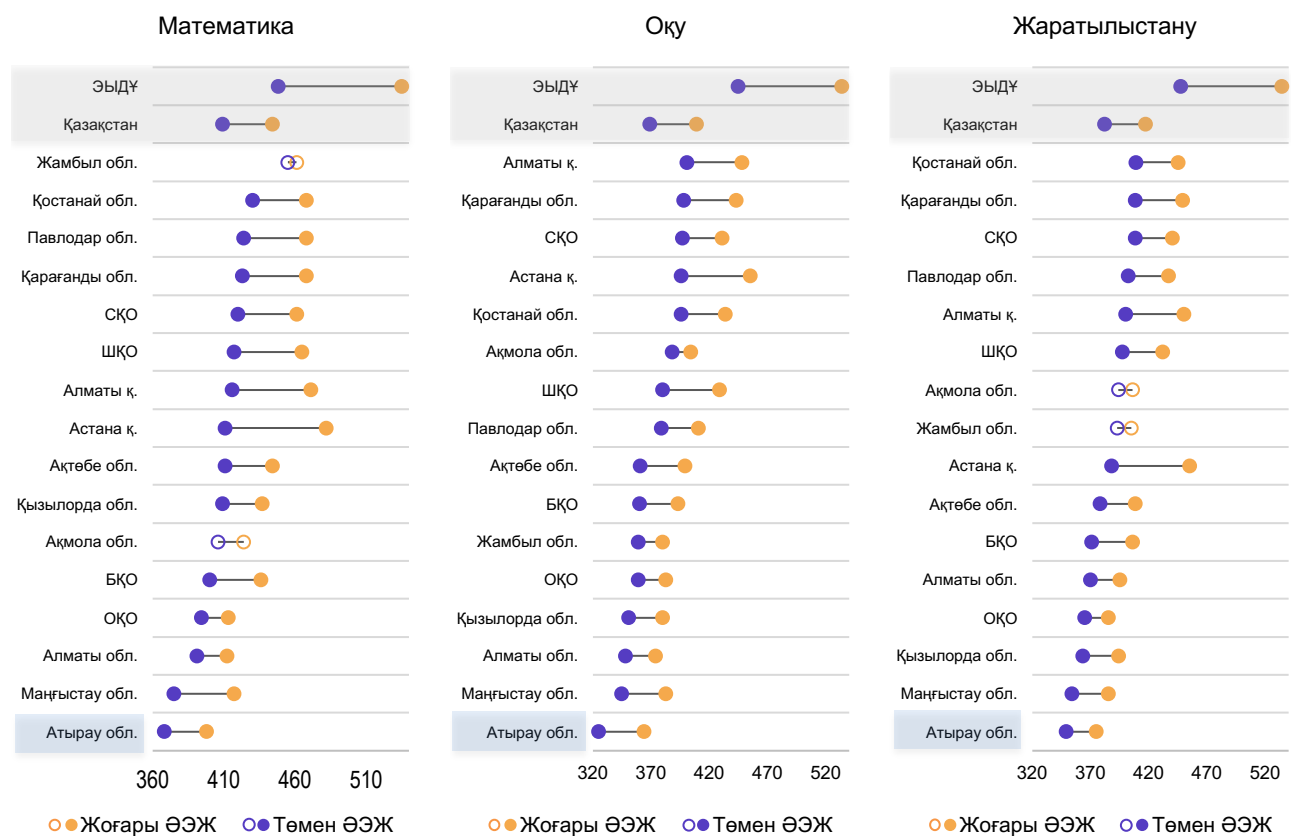 Математика
ЭЫДҰ
Қазақстан
Жамбыл обл.
Қостанай обл.
Павлодар обл.
Қарағанды обл.
СҚО
ШҚО
Алматы қ.
Астана қ.
Ақтөбе обл.
Қызылорда обл.
Ақмола обл.
БҚО
ОҚО
Алматы обл.
Маңғыстау обл.
Атырау обл.
360 410 460 510
Жоғары ӘЭЖ Төмен ӘЭЖ
Оқу
ЭЫДҰ
Қазақстан
Алматы қ.
Қарағанды обл.
СҚО
Астана қ.
Қостанай обл.
Ақмола обл.
ШҚО
Павлодар обл.
Ақтөбе обл.
БҚО
Жамбыл обл.
ОҚО
Қызылорда обл.
Алматы обл.
Маңғыстау обл.
Атырау обл.
320 370 420 470 520
Жоғары ӘЭЖ Төмен ӘЭЖ
Жаратылыстану
ЭЫДҰ
Қазақстан
Қостанай обл.
Қарағанды обл.
СҚО
Павлодар обл.
Алматы қ.
ШҚО
Ақмола обл.
Жамбыл обл.
Астана қ.
Ақтөбе обл.
БҚО
Алматы обл.
ОҚО
Қызылорда обл.
Маңғыстау обл.
Атырау обл.
320 370 420 470 520
Жоғары ӘЭЖ Төмен ӘЭЖ